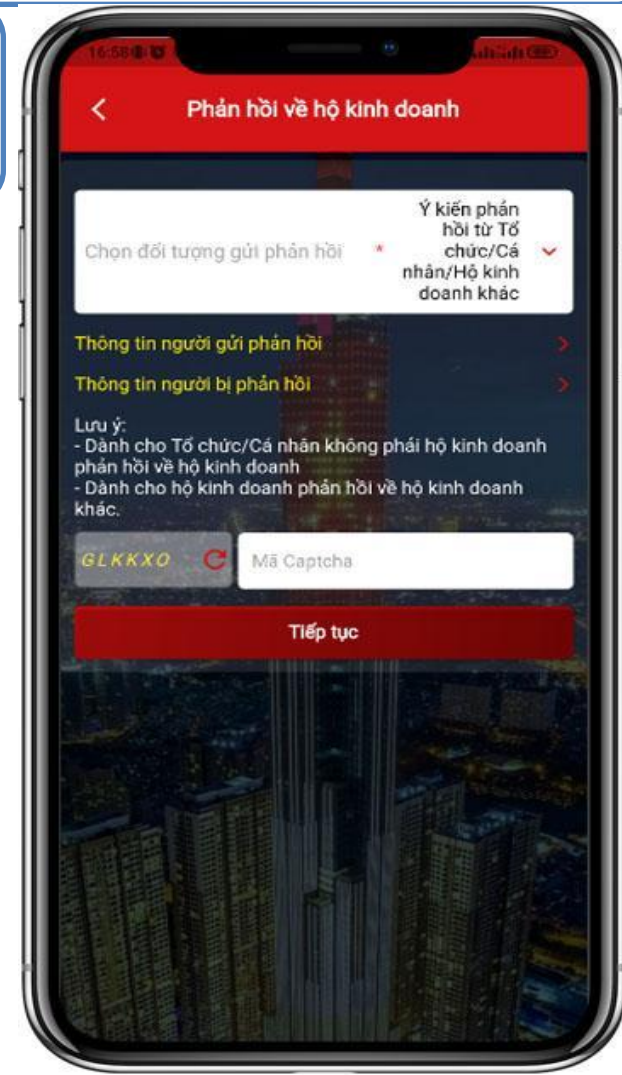 16:58
Phản hồi về hộ kinh doanh
Chọn đối tượng gửi phản hồi *
Ý kiến phản
hồi từ Tổ
chức/Cá
nhân/Hộ kinh
doanh khác
Thông tin người gửi phản hồi
Thông tin người bị phản hồi
Lưu ý:
- Dành cho Tổ chức/Cá nhân không phải hộ kinh doanh
phản hồi về hộ kinh doanh
- Dành cho hộ kinh doanh phản hồi về hộ kinh doanh
khác.
GLKKXO
Mã Captcha
Tiếp tục